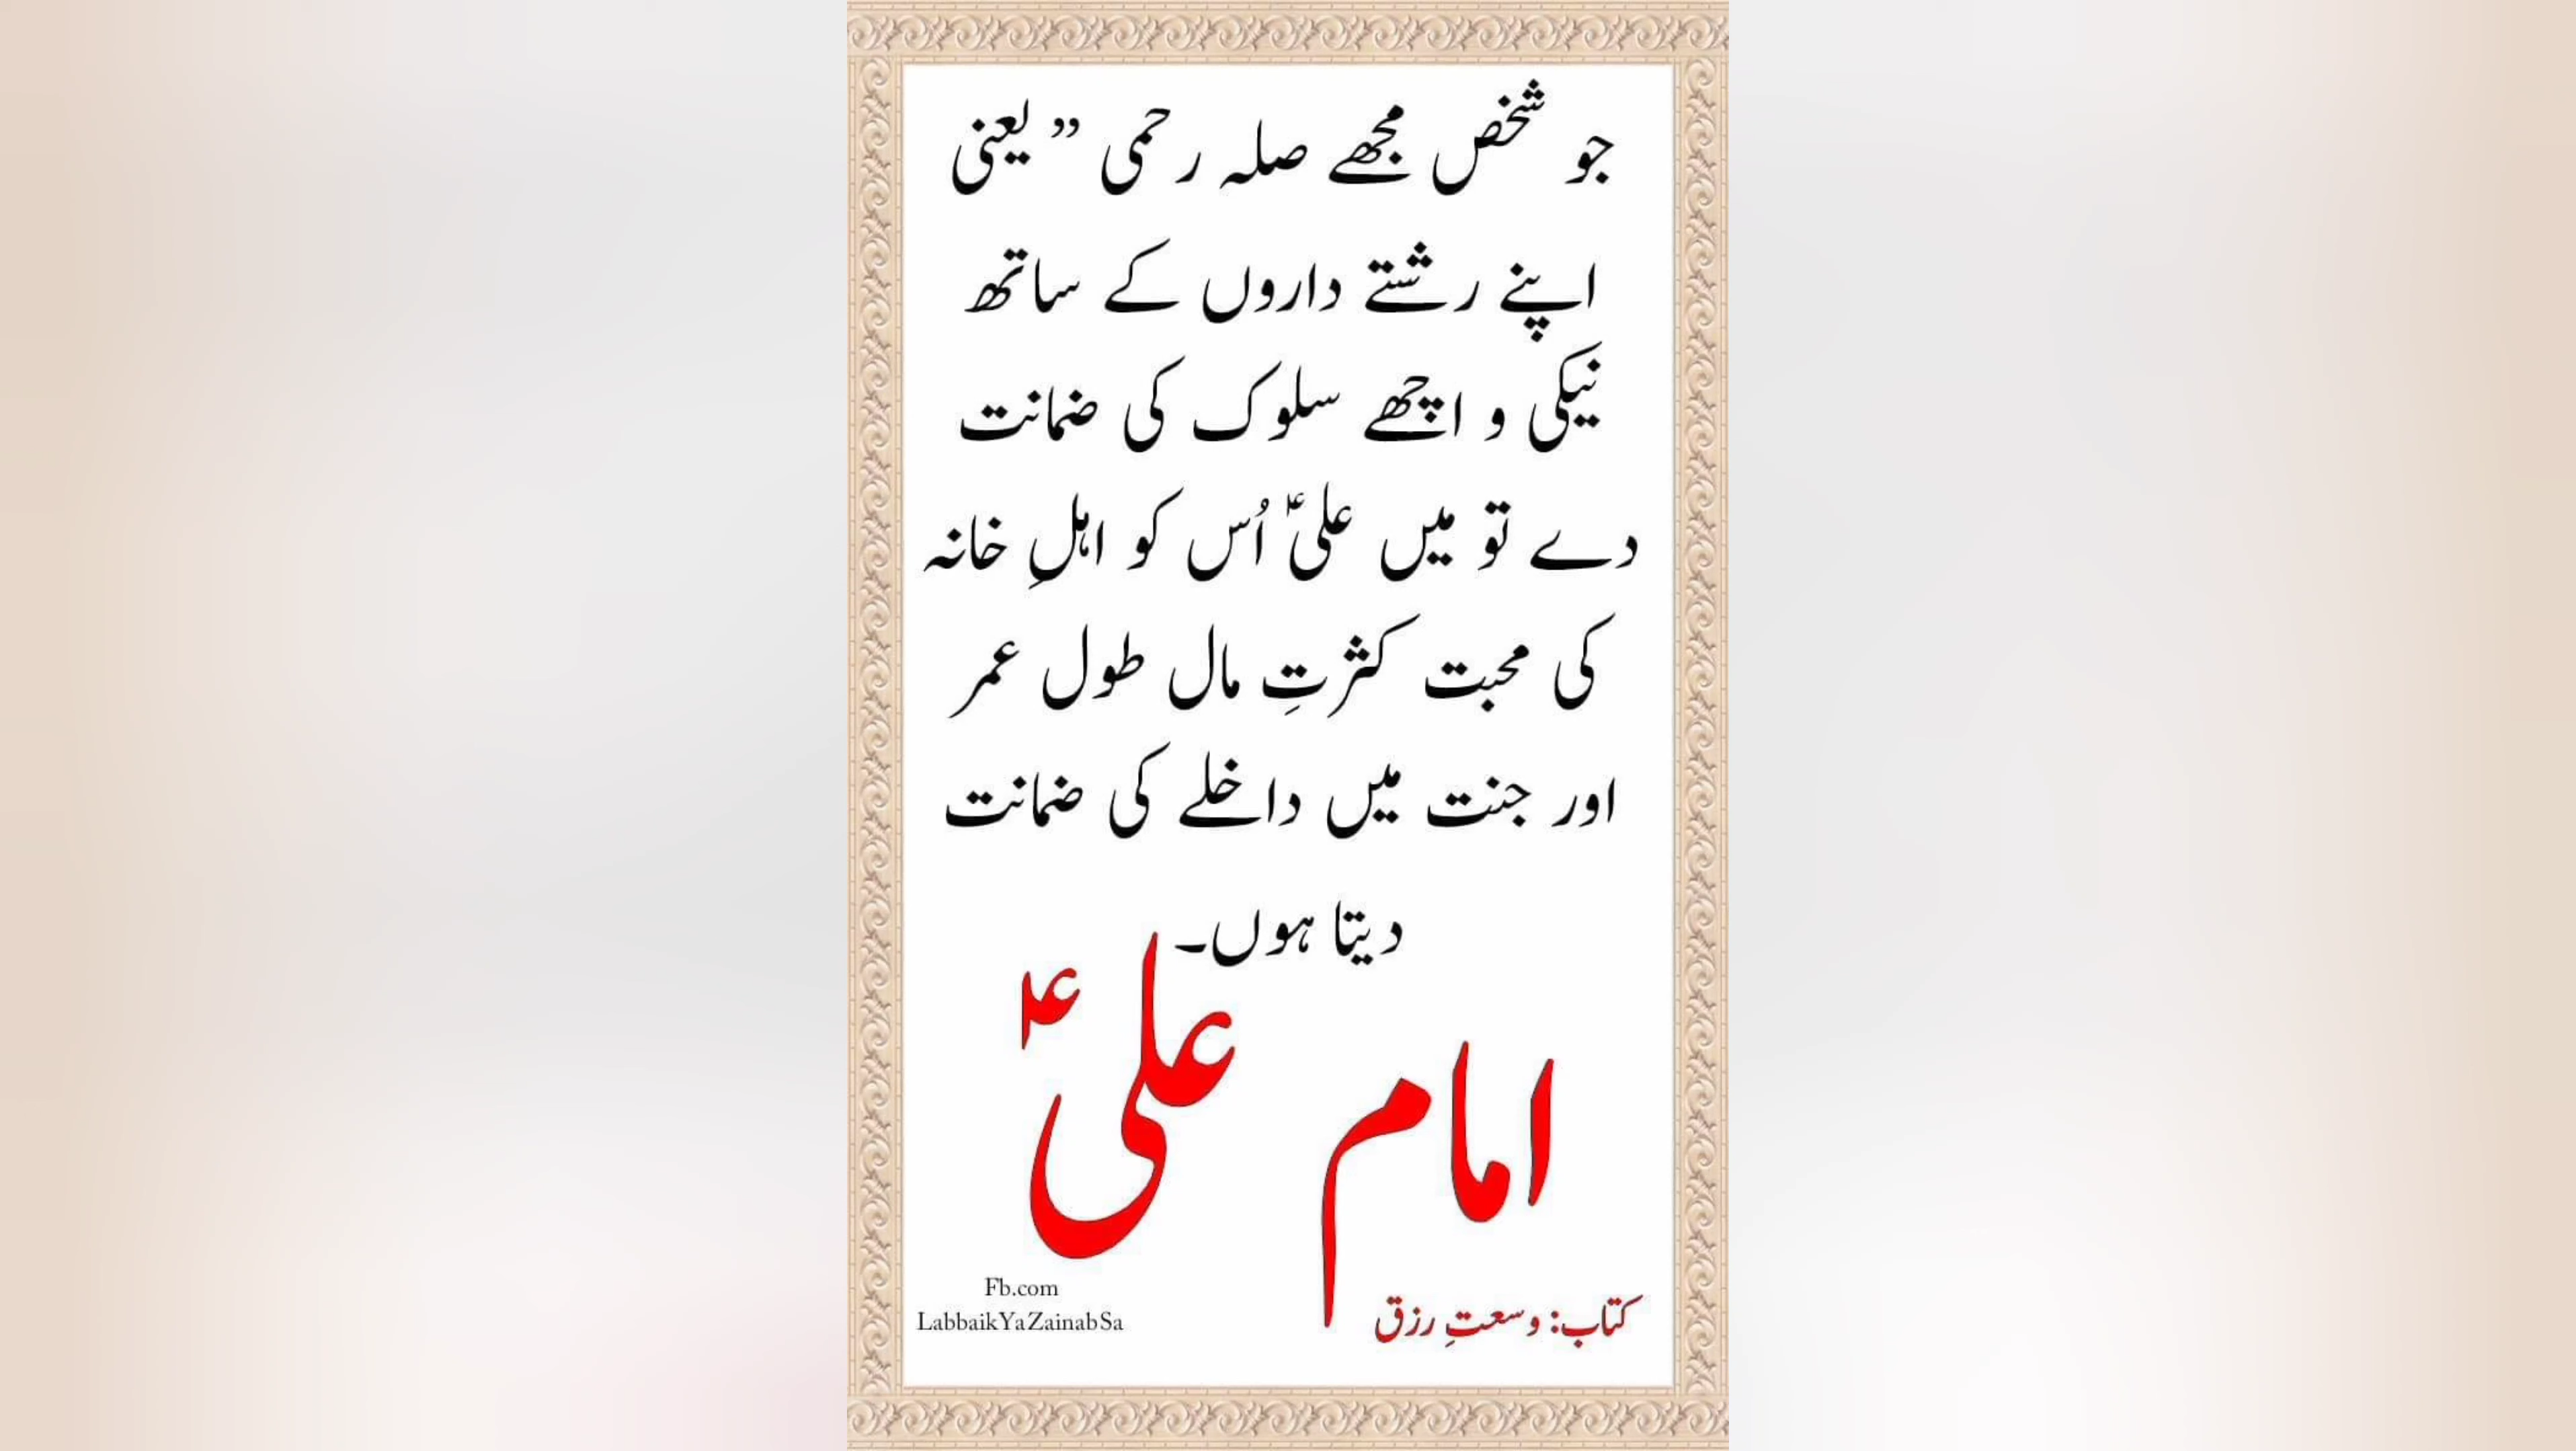 جو شخص مجھے صلہ رحمی ” یعنی
اپنے رشتے داروں کے ساتھ
نیکی و اچھے سلوک کی ضمانت
دے تو میں علیؑ اُس کو اہلِ خانہ
کی محبت کثرتِ مال طول عمر
اور جنت میں داخلے کی ضمانت
دیتا ہوں۔
امام علیؑ
کتاب: وسعتِ رزق
Fb.com
LabbaikYaZainabSa